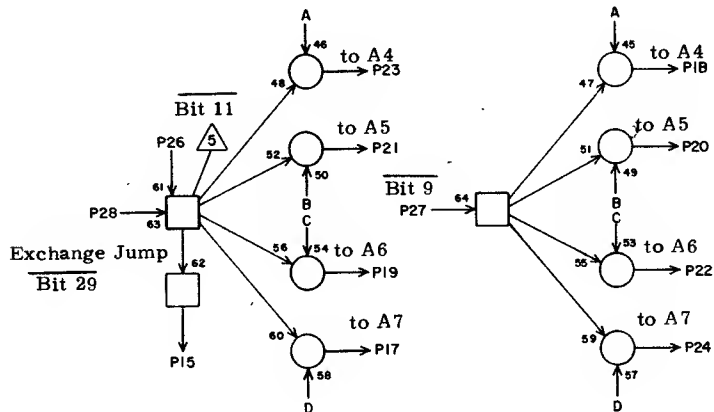 A
A
46
45
to A4
to A4
P23
P18
48
47
Bit 11
5
P26
to A5
to A5
52
P21
51
P20
50
49
61
Bit 9
64
P28
63
B
C
P27
B
C
56
54
55
53
Exchange Jump
62
to A6
to A6
Bit 29
P19
P22
60
to A7
59
to A7
P15
P17
P24
58
57
D
D